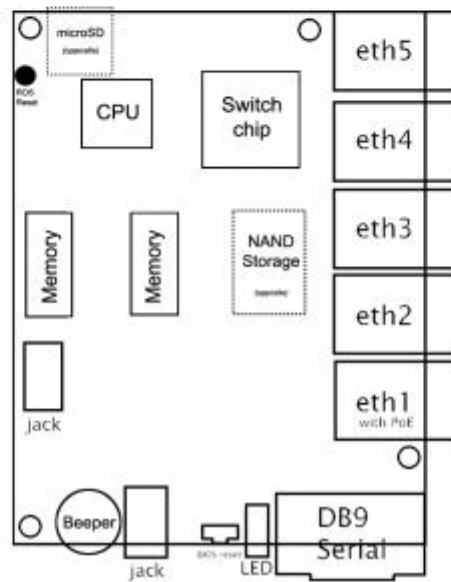 microSD
(opposite)
eth5
ROS
Reset
CPU
Switch
chip
eth4
Memory
Memory
NAND
Storage
(opposite)
eth3
eth2
jack
eth1
with PoE
Beeper
jack
reset
LED
DB9
Serial